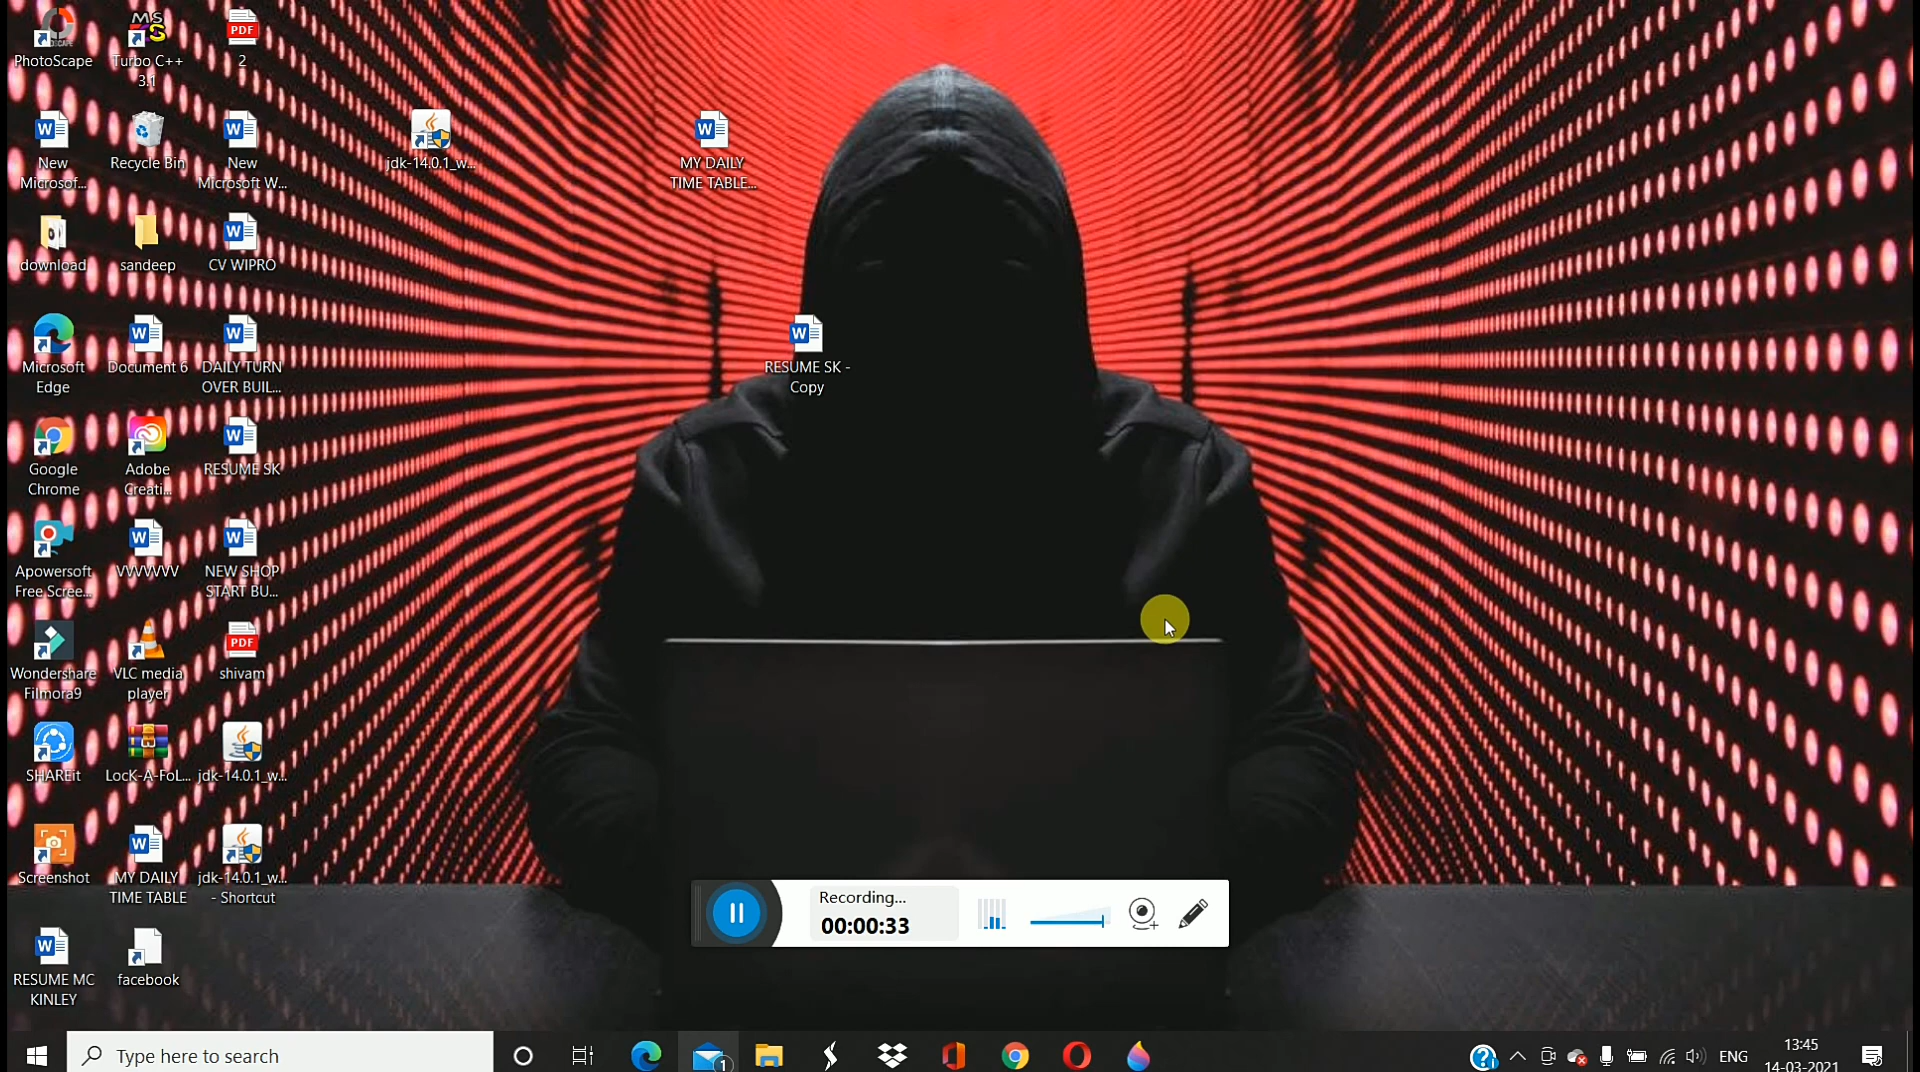 PhotoScape
Turbo C++
3.1
PDF
2
New
Microsof...
Recycle Bin
New
Microsoft W...
jdk-14.0.1_w...
MY DAILY
TIME TABLE...
download
sandeep
CV WIPRO
Microsoft
Edge
Document 6
DAILY TURN
OVER BUIL...
RESUME SK -
Copy
Google
Chrome
Adobe
Creati...
RESUME SK
Apowersoft
Free Scree...
VVVVVVV
NEW SHOP
START BU...
Wondershare
Filmora9
VLC media
player
PDF
shivam
SHAREit
LocK-A-FoL...
jdk-14.0.1_w...
Screenshot
MY DAILY
TIME TABLE
jdk-14.0.1_w...
- Shortcut
Recording...
00:00:33
RESUME MC
KINLEY
facebook
Type here to search
1
ENG
13:45
14-03-2021